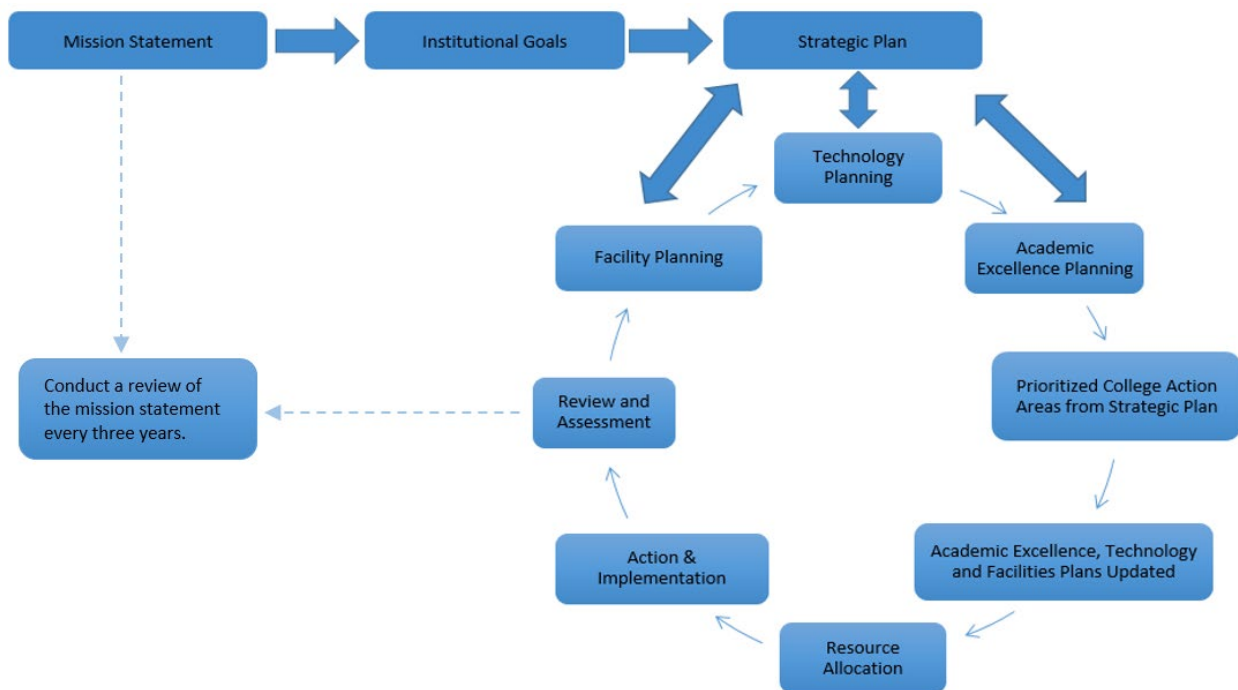 Mission Statement
Institutional Goals
Strategic Plan
Technology
Planning
Facility Planning
Academic
Excellence Planning
Conduct a review of
the mission statement
every three years.
Review and
Assessment
Prioritized College Action
Areas from Strategic Plan
Action &
Implementation
Academic Excellence, Technology
and Facilities Plans Updated
Resource
Allocation